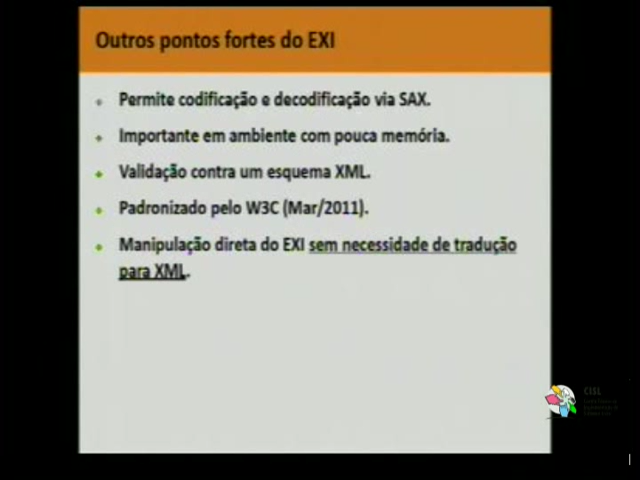 Outros pontos fortes do EXI
Permite codificação e decodificação via SAX.
Importante em ambiente com pouca memória.
Validação contra um esquema XML.
Padronizado pelo W3C (Mar/2011).
Manipulação direta do EXI sem necessidade de tradução
para XML.
CISL